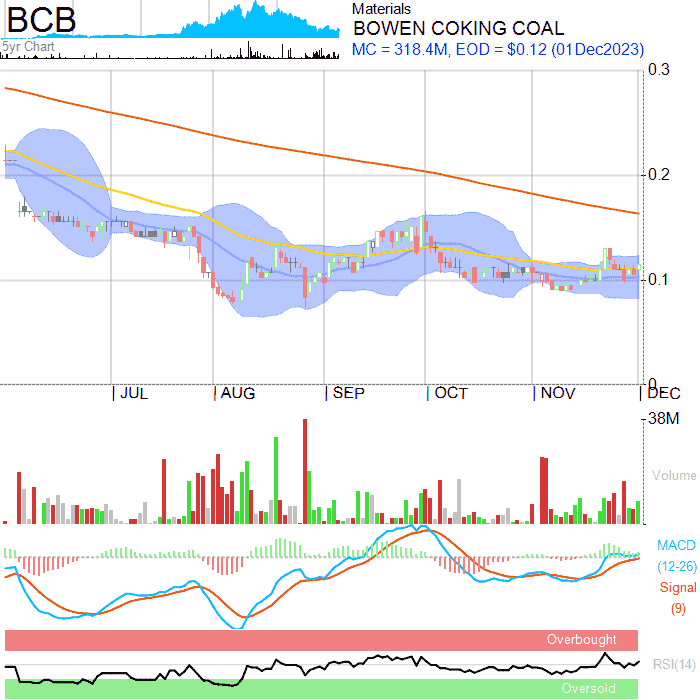 BCB
5yr Chart
Materials
BOWEN COKING COAL
MC = 318.4M, EOD = $0.12 (01Dec2023)
0.3
0.2
0.1
0
JUL
AUG
SEP
OCT
NOV
DEC
38M
Volume
MACD
(12-26)
Signal
(9)
Overbought
RSI(14)
Oversold